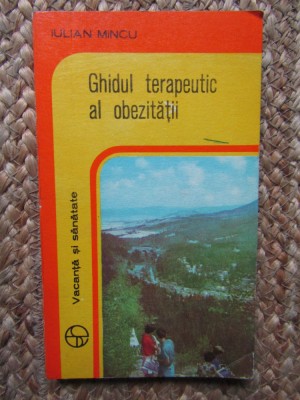 IULIAN MINCU
Ghidul terapeutic
al obezității
Vacanță și sănătate